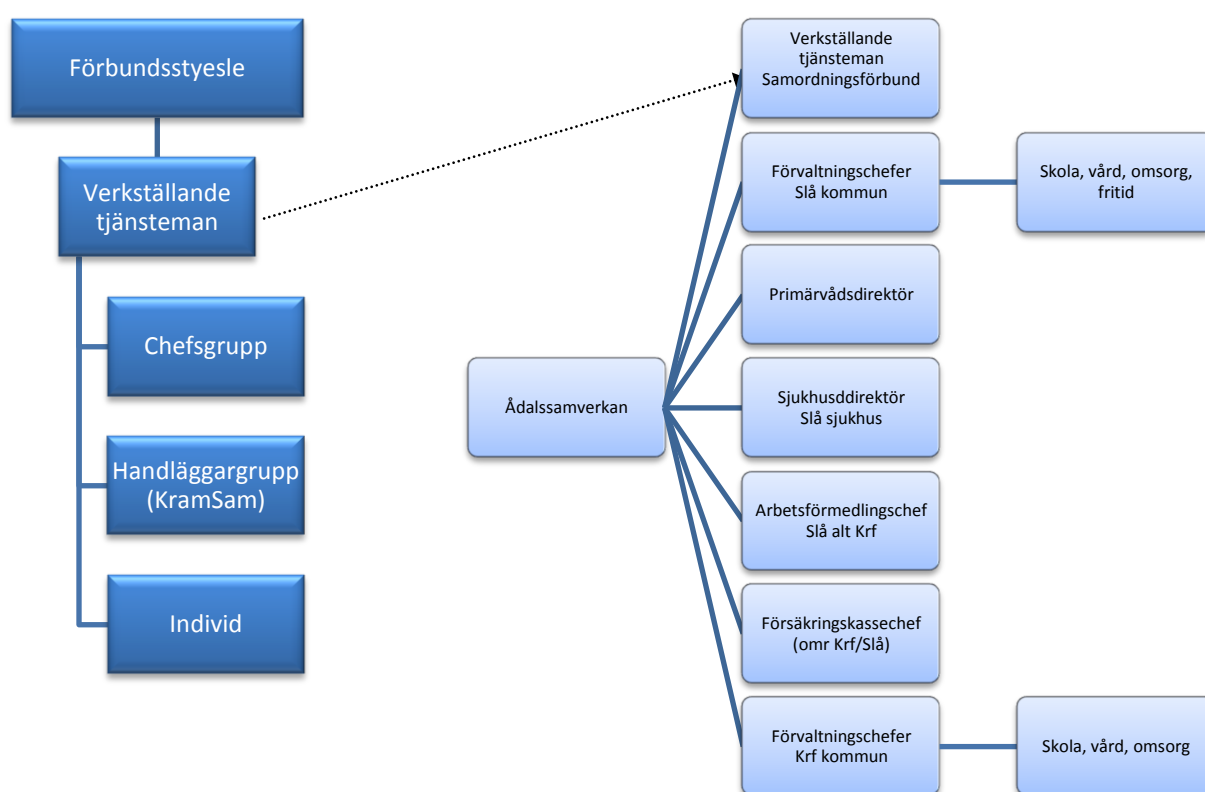 Förbundsstyesle
Verkställande
tjänsteman
Chefsgrupp
Handläggargrupp
(KramSam)
Individ
Ådalssamverkan
Verkställande
tjänsteman
Samordningsförbund
Förvaltningschefer
Slå kommun
Skola, vård, omsorg,
fritid
Primärvådsdirektör
Sjukhusddirektör
Slå sjukhus
Arbetsförmedlingschef
Slå alt Krf
Försäkringskassechef
(omr Krf/Slå)
Förvaltningschefer
Krf kommun
Skola, vård, omsorg